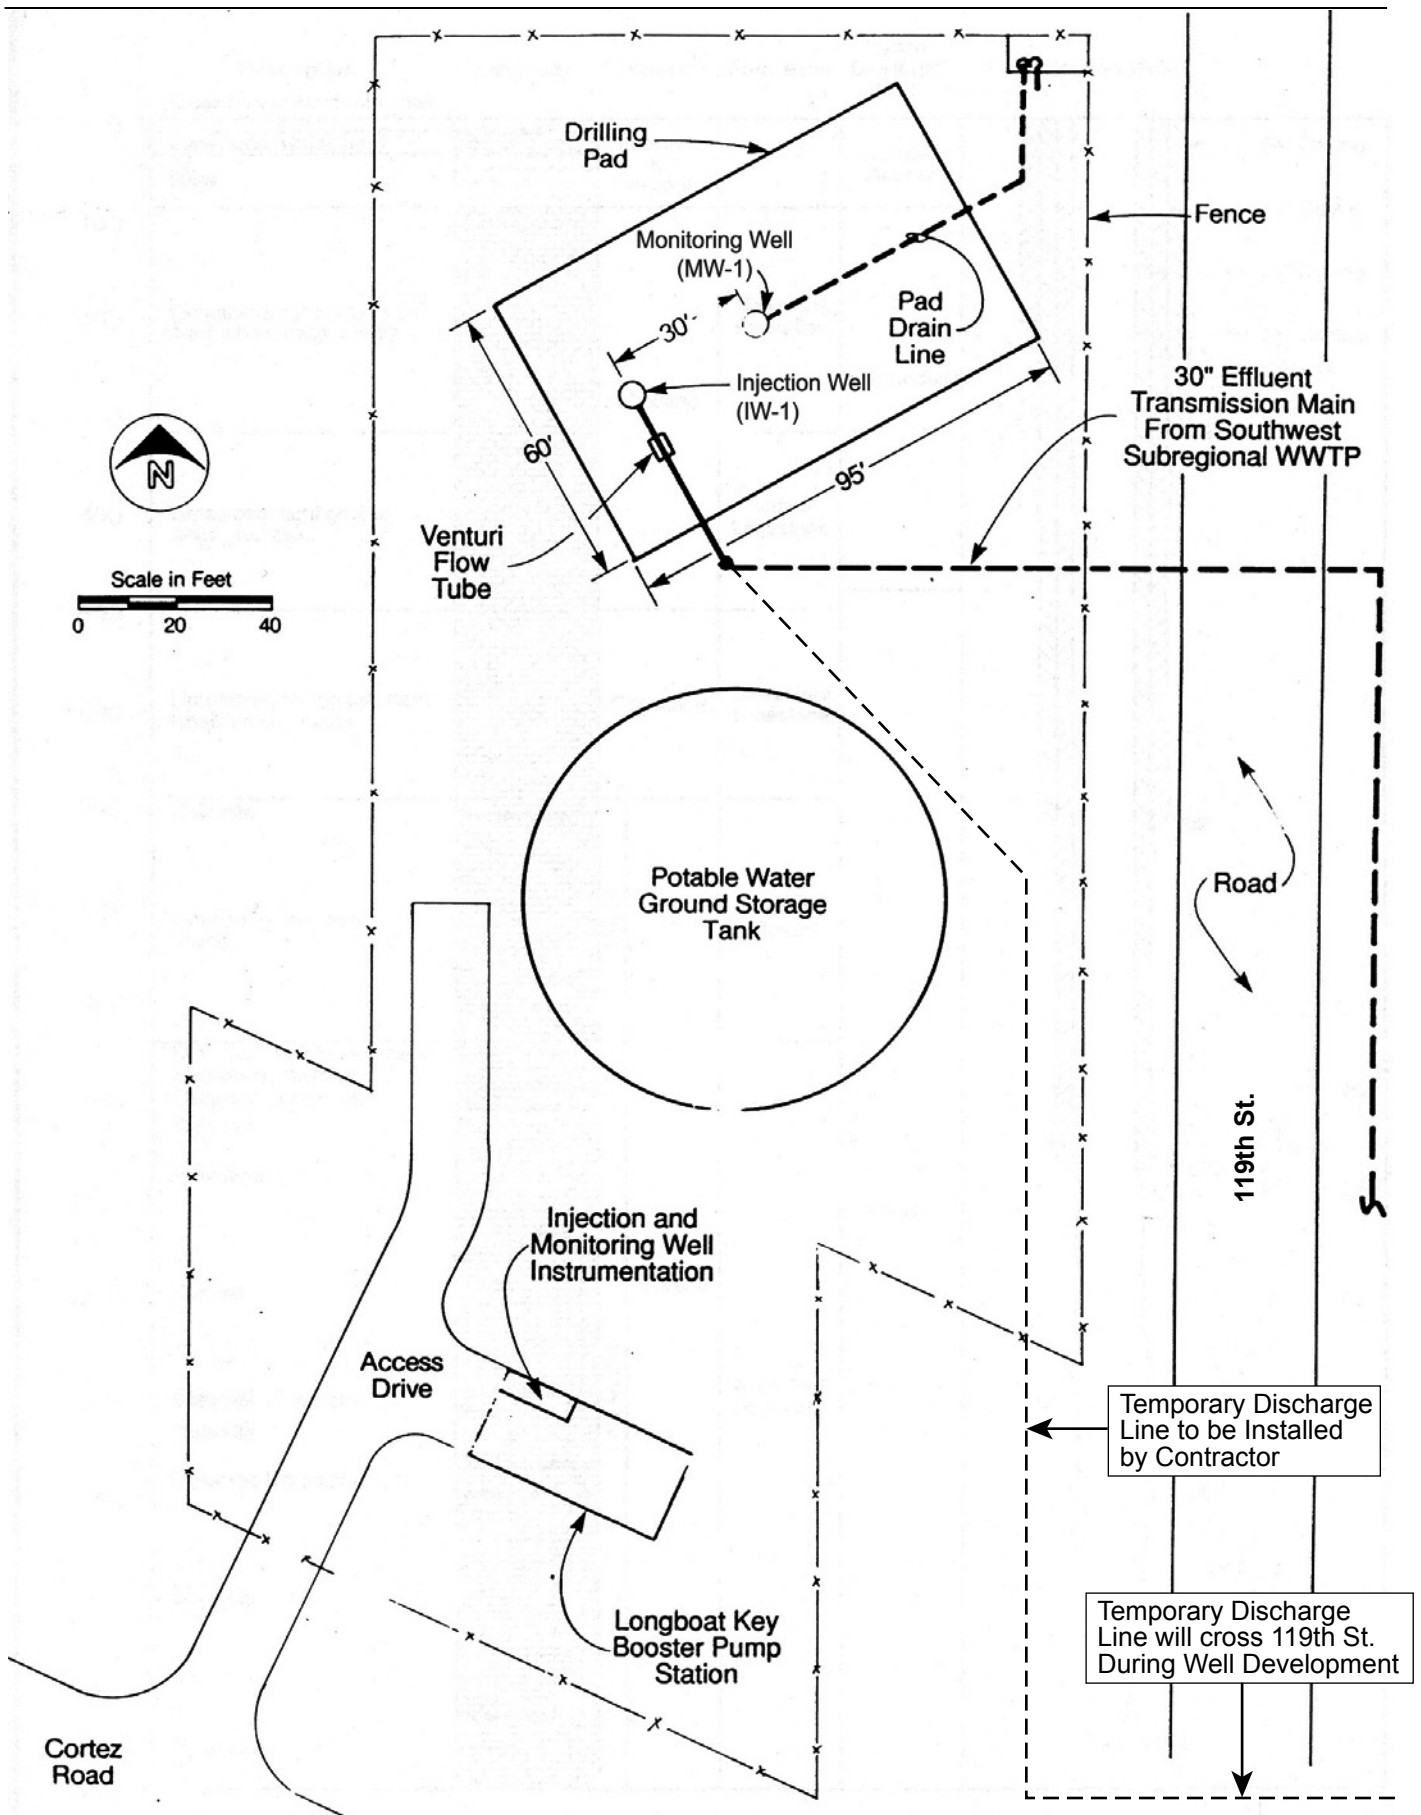 Drilling
Pad
Fence
Monitoring Well
(MW-1)
30'
Pad
Drain
Line
Injection Well
(IW-1)
30" Effluent
Transmission Main
From Southwest
Subregional WWTP
N
60'
95'
Venturi
Flow
Tube
Scale in Feet
0 20 40
Potable Water
Ground Storage
Tank
Road
119th St.
Injection and
Monitoring Well
Instrumentation
Access
Drive
Temporary Discharge
Line to be Installed
by Contractor
Temporary Discharge
Line will cross 119th St.
During Well Development
Longboat Key
Booster Pump
Station
Cortez
Road